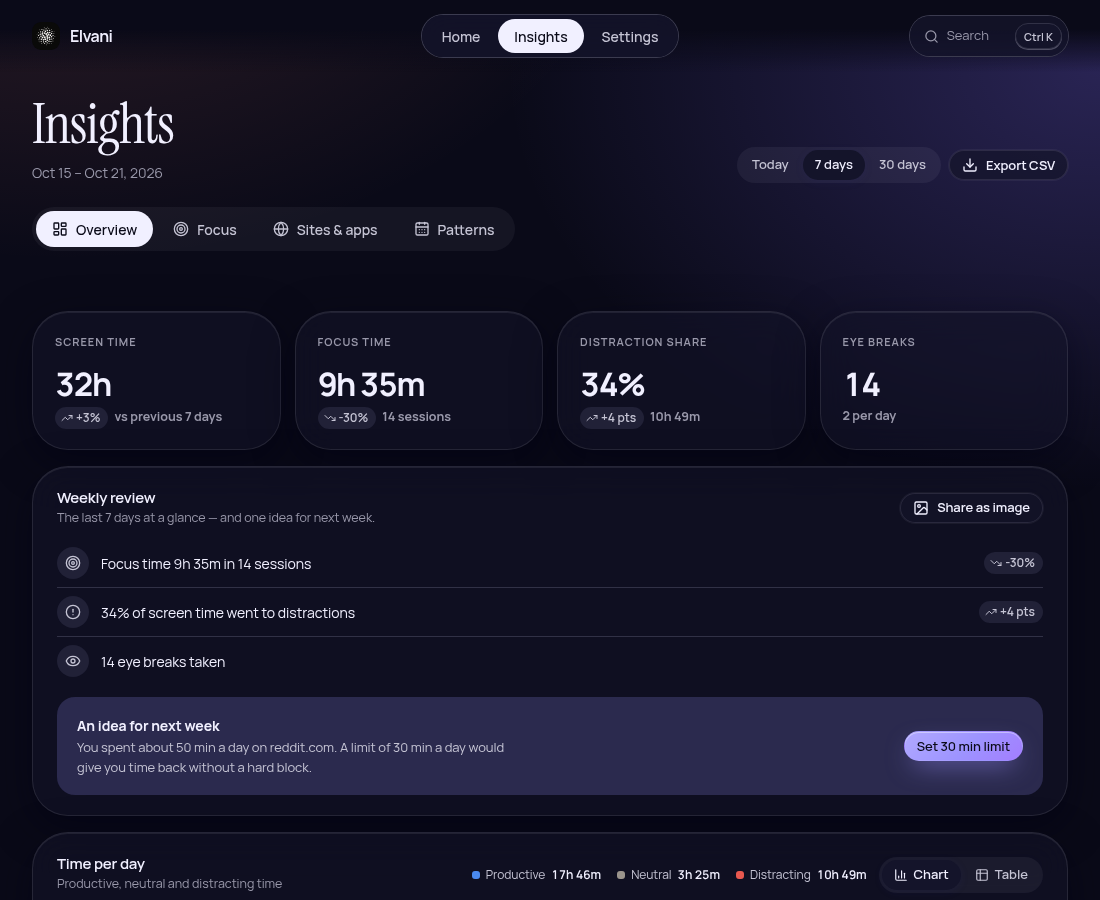 Elvani
Home Insights Settings
Search Ctrl K
Insights
Oct 15 – Oct 21, 2026
Today 7 days 30 days Export CSV
Overview Focus Sites & apps Patterns
SCREEN TIME
32h
+3% vs previous 7 days
FOCUS TIME
9h 35m
-30% 14 sessions
DISTRACTION SHARE
34%
+4 pts 10h 49m
EYE BREAKS
14
2 per day
Weekly review
The last 7 days at a glance — and one idea for next week.
Share as image
Focus time 9h 35m in 14 sessions -30%
34% of screen time went to distractions +4 pts
14 eye breaks taken
An idea for next week
You spent about 50 min a day on reddit.com. A limit of 30 min a day would
give you time back without a hard block.
Set 30 min limit
Time per day
Productive, neutral and distracting time
Productive 17h 46m Neutral 3h 25m Distracting 10h 49m Chart Table